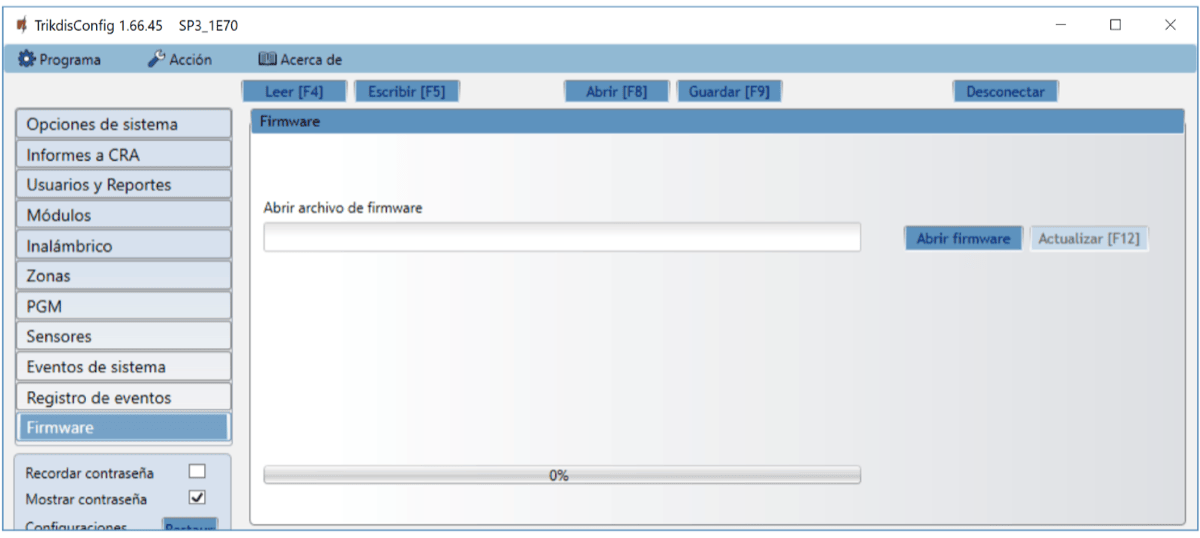 TrikdisConfig 1.66.45 SP3_1E70
Programa Acción Acerca de
Leer [F4] Escribir [F5] Abrir [F8] Guardar [F9] Desconectar
Opciones de sistema
Informes a CRA
Usuarios y Reportes
Módulos
Inalámbrico
Zonas
PGM
Sensores
Eventos de sistema
Registro de eventos
Firmware
Recordar contraseña
Mostrar contraseña
Configuraciones
Firmware
Abrir archivo de firmware
Abrir firmware Actualizar [F12]
0%